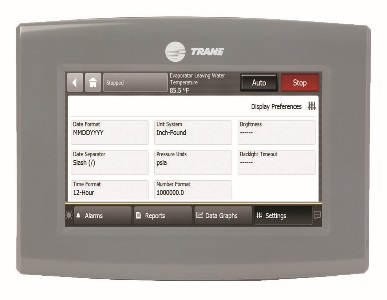 TRANE
Stopped
Evaporator Leaving Water
Temperature
85.5 °F
Auto
Stop
Display Preferences
Date Format
MMDDYYYY
Unit System
Inch-Pound
Brightness
------
Date Separator
Slash (/)
Pressure Units
psia
Backlight Timeout
------
Time Format
12-Hour
Number Format
1000000.0
Alarms
Reports
Data Graphs
Settings